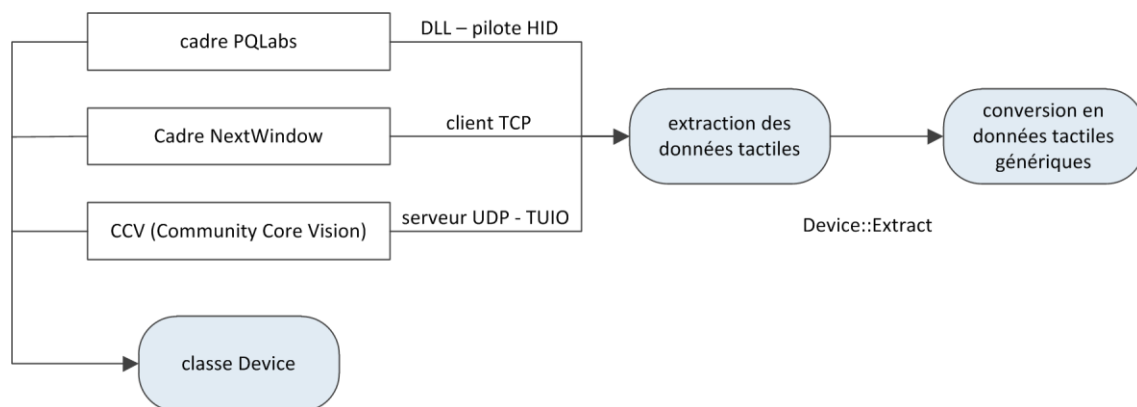 cadre PQLabs
DLL – pilote HID
Cadre NextWindow
client TCP
CCV (Community Core Vision)
serveur UDP - TUIO
extraction des
données tactiles
conversion en
données tactiles
génériques
Device::Extract
classe Device